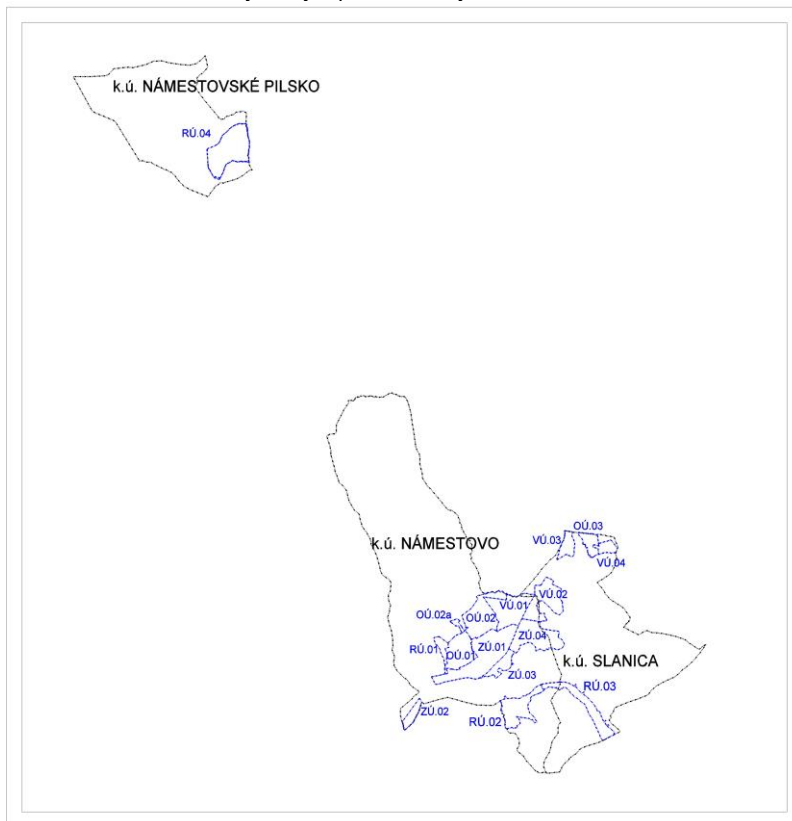 k.ú. NÁMESTOVSKÉ PILSKO
RÚ.04
k.ú. NÁMESTOVO
OÚ.03
VÚ.03
VÚ.04
VÚ.02
VÚ.01
OÚ.02a
OÚ.02
ZÚ.04
RÚ.01
OÚ.01
ZÚ.01
k.ú. SLANICA
ZÚ.03
RÚ.03
ZÚ.02
RÚ.02